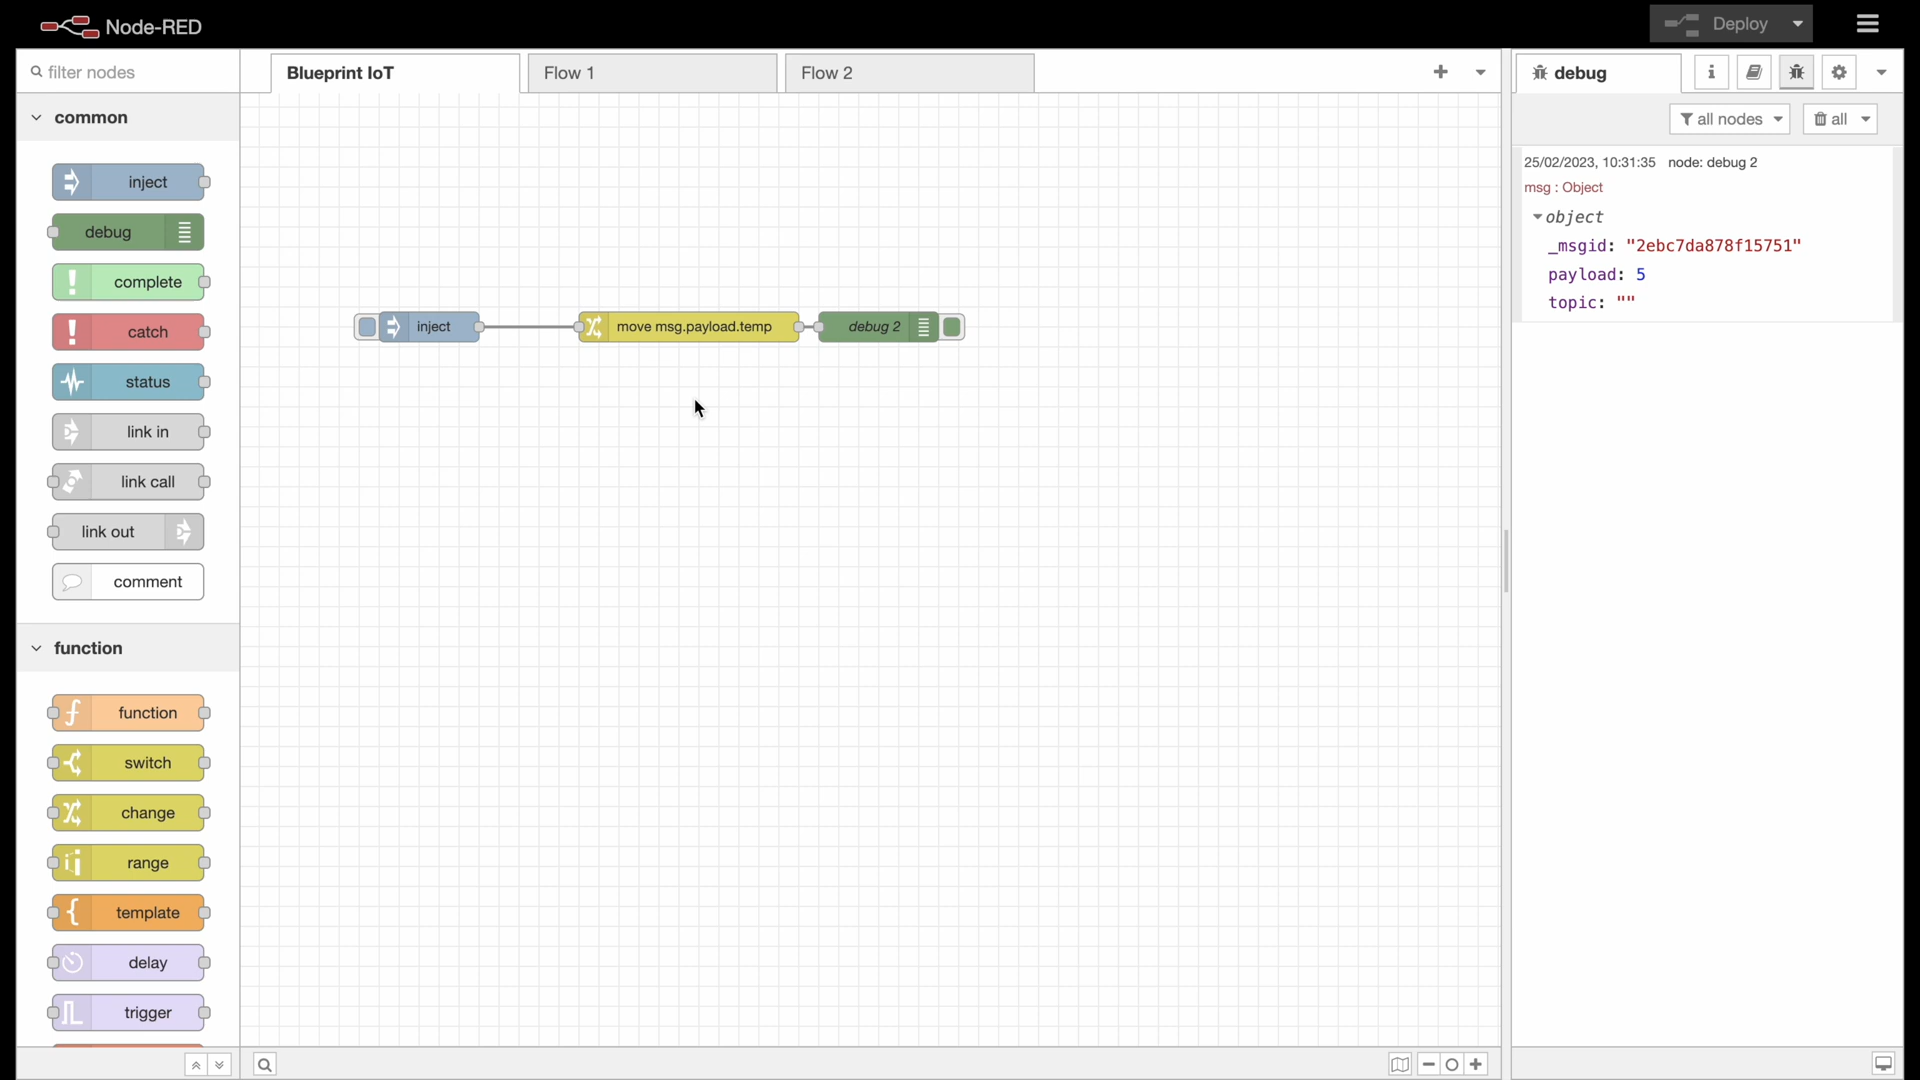 Node-RED
Deploy
filter nodes
Blueprint IoT
Flow 1
Flow 2
debug
all nodes
all
common
inject
debug
complete
catch
status
link in
link call
link out
comment
function
function
switch
change
range
template
delay
trigger
inject
move msg.payload.temp
debug 2
25/02/2023, 10:31:35 node: debug 2
msg : Object
object
_msgid: "2ebc7da878f15751"
payload: 5
topic: ""